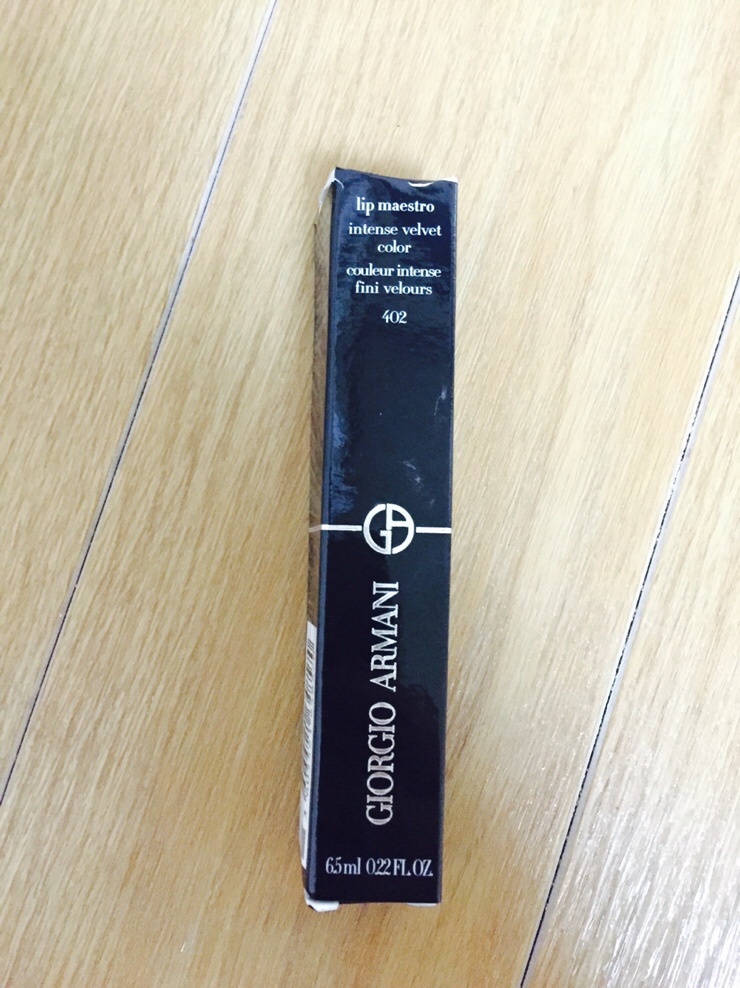 lip maestro
intense velvet
color
couleur intense
fini velours
402
GA
GIORGIO ARMANI
6.5 ml 0.22 FL. OZ.